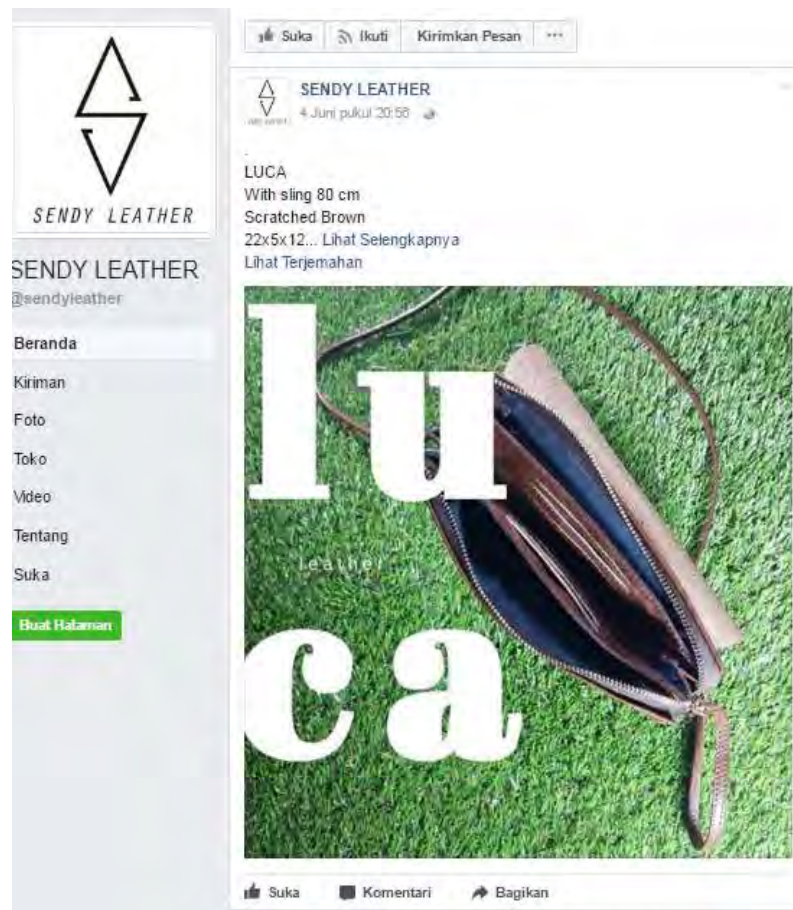 SENDY LEATHER
SENDY LEATHER
@sendyleather
Beranda
Kiriman
Foto
Toko
Video
Tentang
Suka
Buat Halaman
Suka
Ikuti
Kirimkan Pesan
SENDY LEATHER
4 Juni pukul 20:56
.
LUCA
With sling 80 cm
Scratched Brown
22x5x12... Lihat Selengkapnya
Lihat Terjemahan
lu
leather
ca
Suka
Komentari
Bagikan